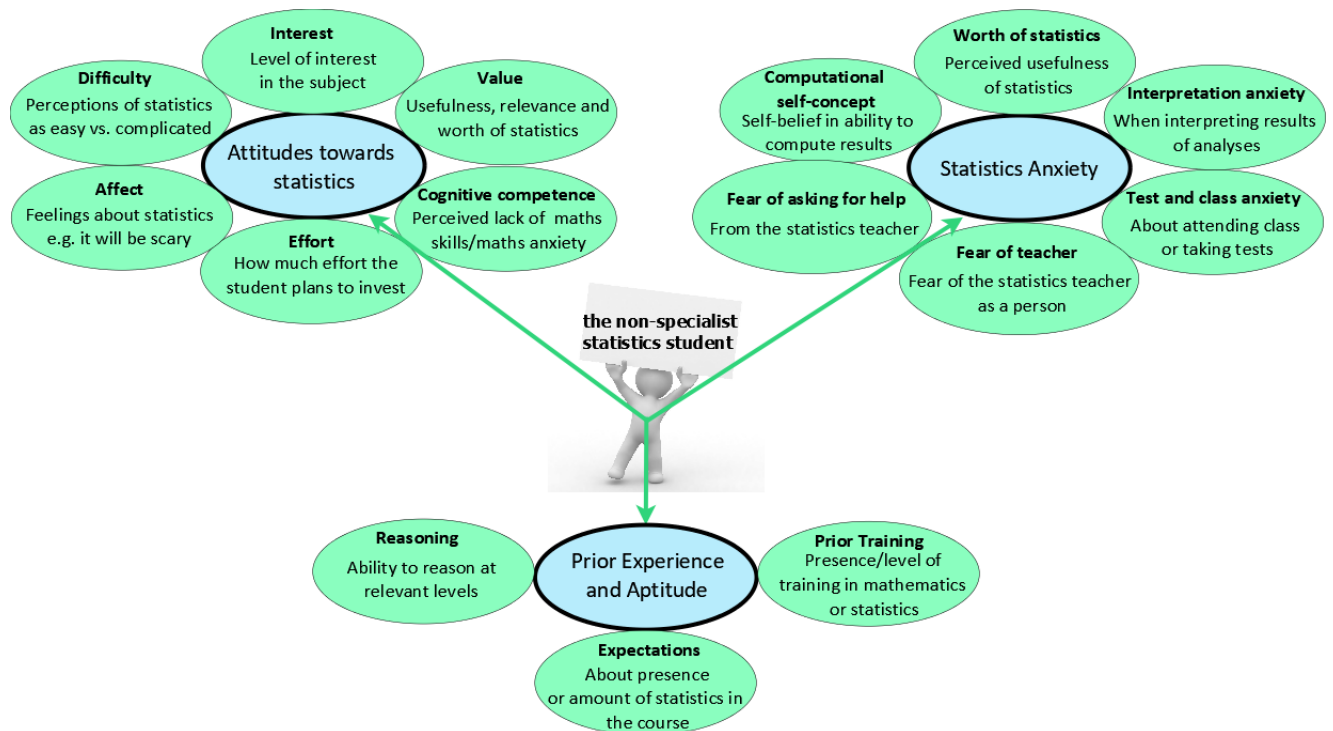 Interest
Level of interest
in the subject
Difficulty
Perceptions of statistics
as easy vs. complicated
Value
Usefulness, relevance and
worth of statistics
Attitudes towards
statistics
Affect
Feelings about statistics
e.g. it will be scary
Cognitive competence
Perceived lack of maths
skills/maths anxiety
Effort
How much effort the
student plans to invest
Worth of statistics
Perceived usefulness
of statistics
Computational
self-concept
Self-belief in ability to
compute results
Interpretation anxiety
When interpreting results
of analyses
Statistics Anxiety
Fear of asking for help
From the statistics teacher
Test and class anxiety
About attending class
or taking tests
Fear of teacher
Fear of the statistics teacher
as a person
the non-specialist
statistics student
Reasoning
Ability to reason at
relevant levels
Prior Experience
and Aptitude
Prior Training
Presence/level of
training in mathematics
or statistics
Expectations
About presence
or amount of statistics in
the course